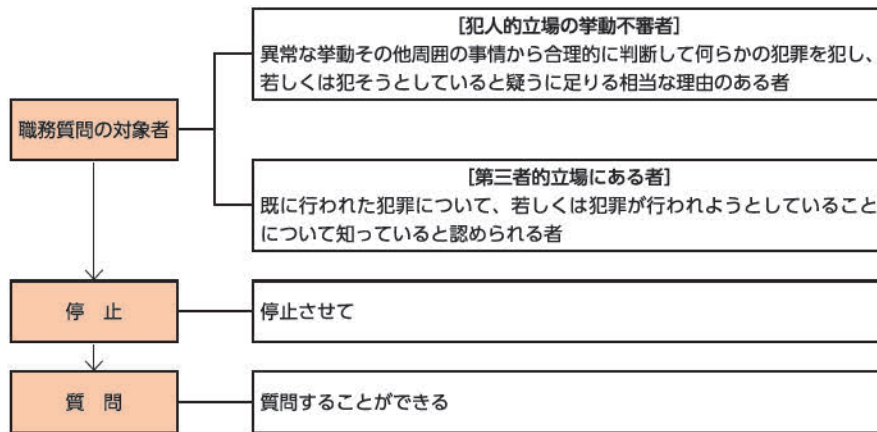 [犯人的立場の挙動不審者]
異常な挙動その他周囲の事情から合理的に判断して何らかの犯罪を犯し、
若しくは犯そうとしていると疑うに足りる相当な理由のある者
職務質問の対象者
[第三者的立場にある者]
既に行われた犯罪について、若しくは犯罪が行われようとしていること
について知っていると認められる者
停 止
停止させて
質 問
質問することができる